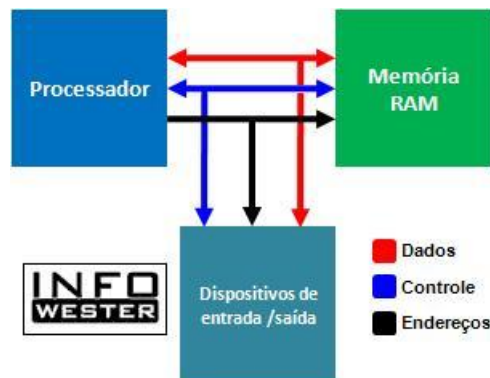 Processador
Memória
RAM
Dispositivos de
entrada /saída
INFO
WESTER
Dados
Controle
Endereços